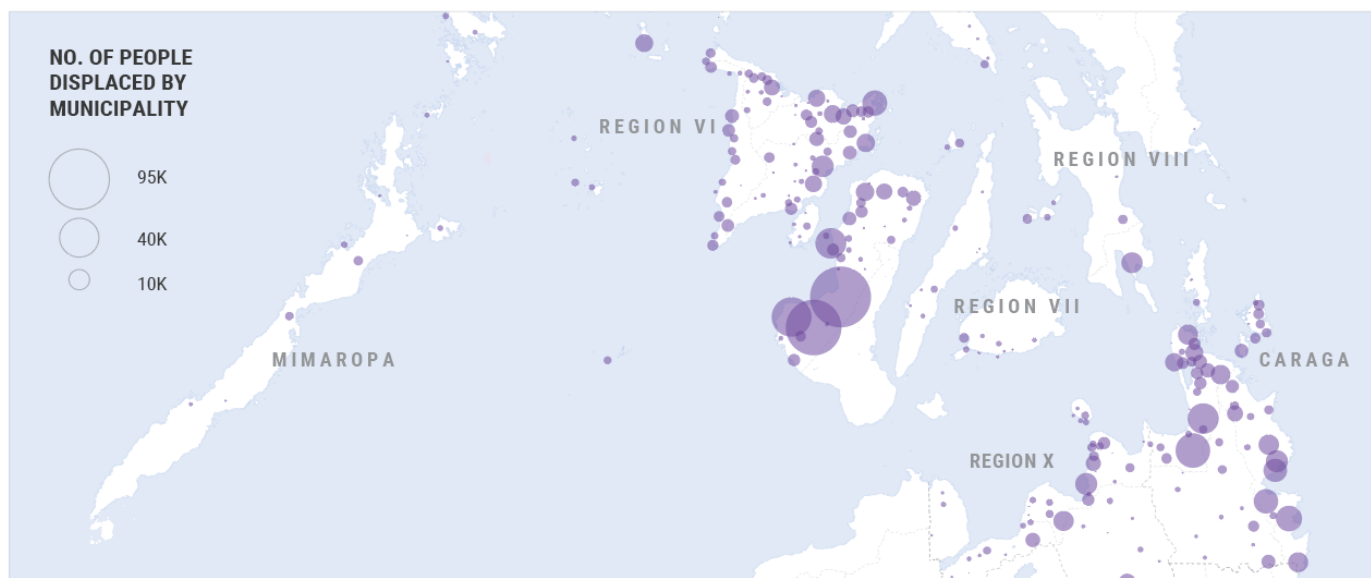 NO. OF PEOPLE
DISPLACED BY
MUNICIPALITY
95K
40K
10K
REGION VI
REGION VIII
REGION VII
MIMAROPA
CARAGA
REGION X